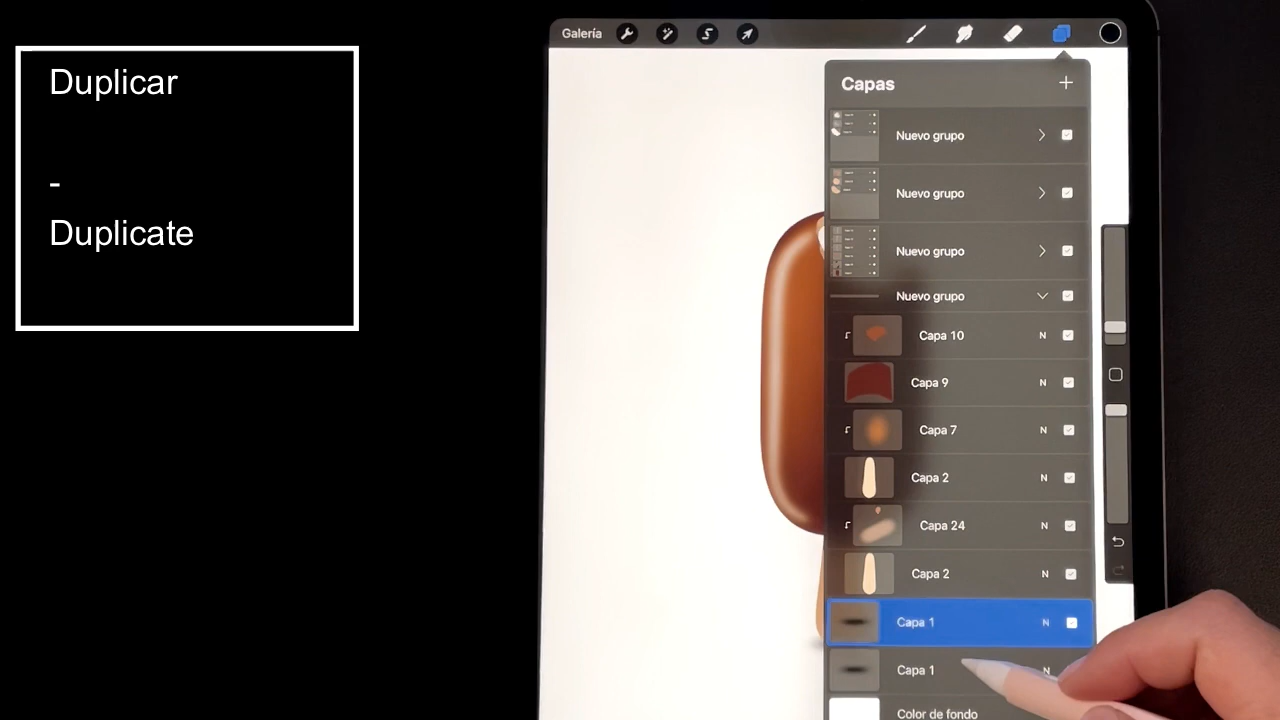 Duplicar
-
Duplicate
Galería
Capas
Nuevo grupo
Nuevo grupo
Nuevo grupo
Nuevo grupo
Capa 10 N
Capa 9 N
Capa 7 N
Capa 2 N
Capa 24 N
Capa 2 N
Capa 1 N
Capa 1 N
Color de fondo